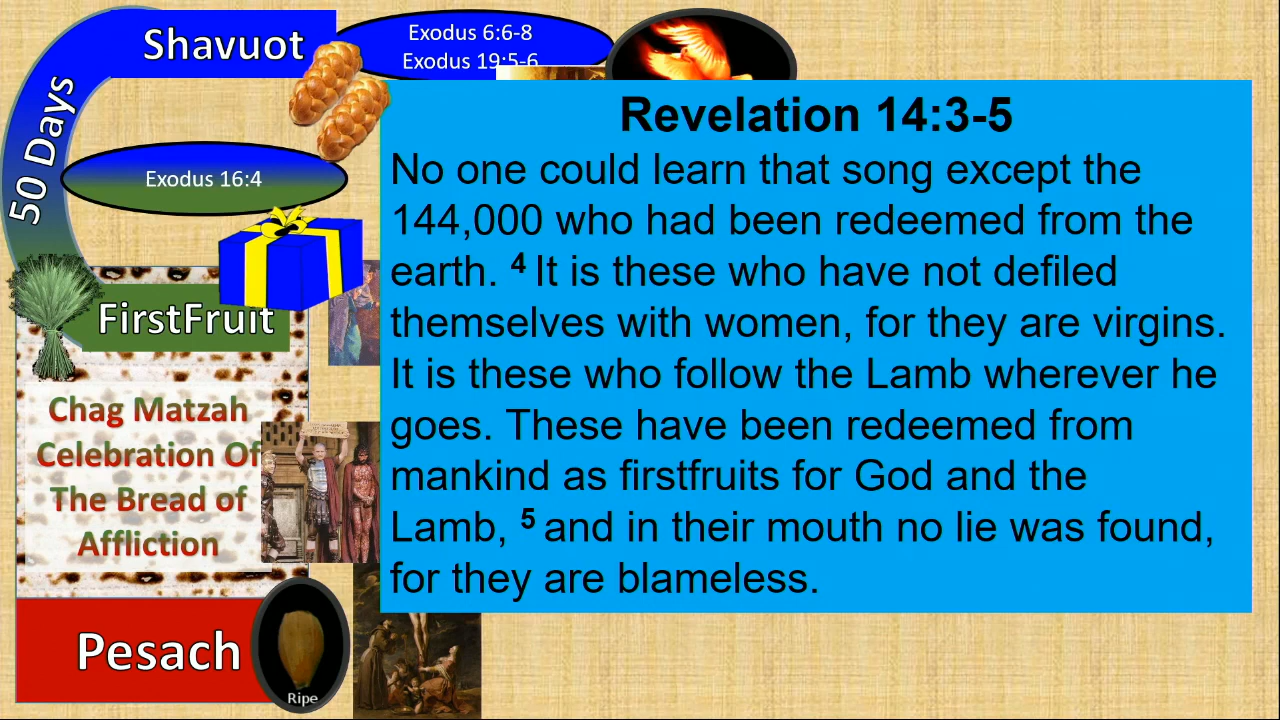 Shavuot
Exodus 6:6-8
Exodus 19:5-6
50 Days
Exodus 16:4
FirstFruit
Chag Matzah
Celebration Of
The Bread of
Affliction
Pesach
Ripe
Revelation 14:3-5
No one could learn that song except the
144,000 who had been redeemed from the
earth. 4 It is these who have not defiled
themselves with women, for they are virgins.
It is these who follow the Lamb wherever he
goes. These have been redeemed from
mankind as firstfruits for God and the
Lamb, 5 and in their mouth no lie was found,
for they are blameless.